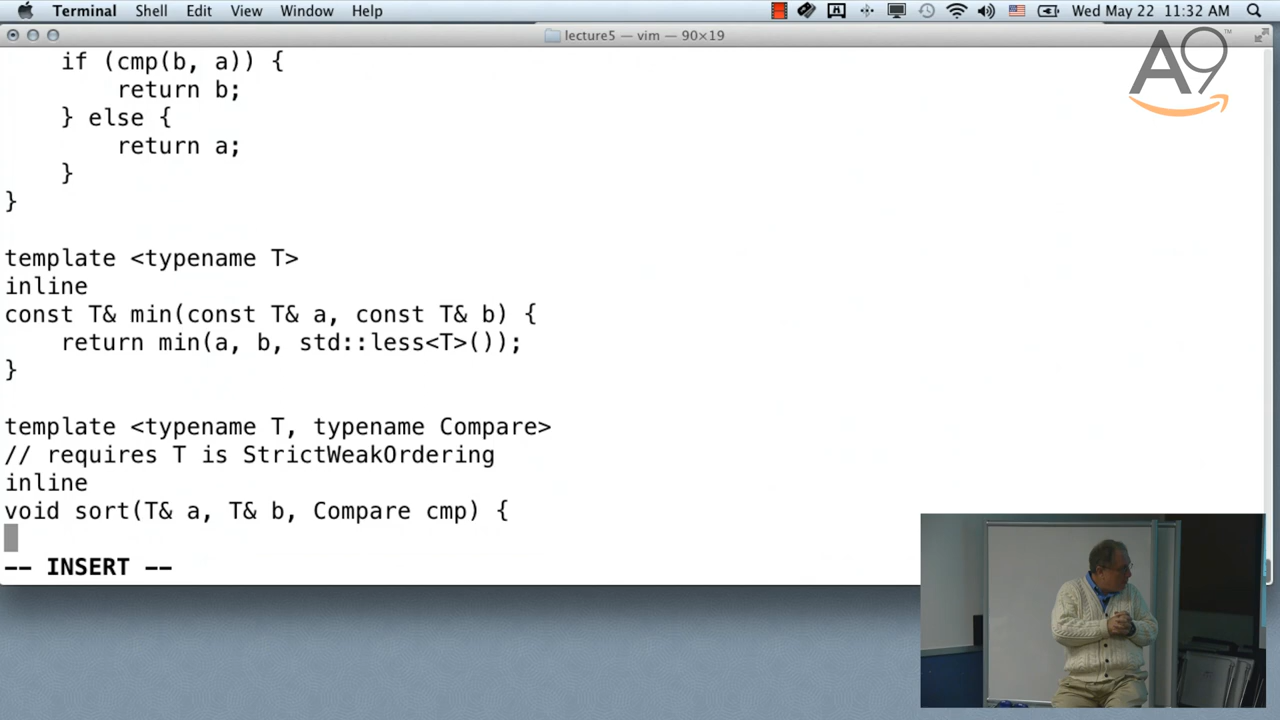 Terminal Shell Edit View Window Help Wed May 22 11:32 AM
lecture5 — vim — 90×19
A9™
if (cmp(b, a)) {
return b;
} else {
return a;
}
}
template <typename T>
inline
const T& min(const T& a, const T& b) {
return min(a, b, std::less<T>());
}
template <typename T, typename Compare>
// requires T is StrictWeakOrdering
inline
void sort(T& a, T& b, Compare cmp) {
-- INSERT --